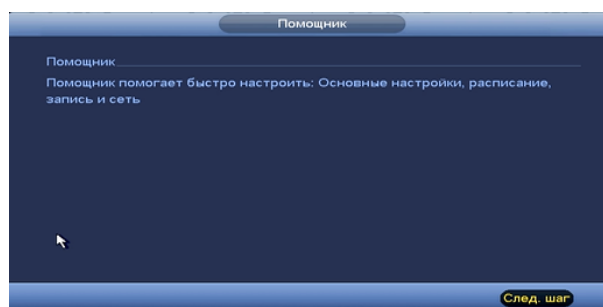 Помощник
Помощник
Помощник помогает быстро настроить: Основные настройки, расписание,
запись и сеть
След. шаг